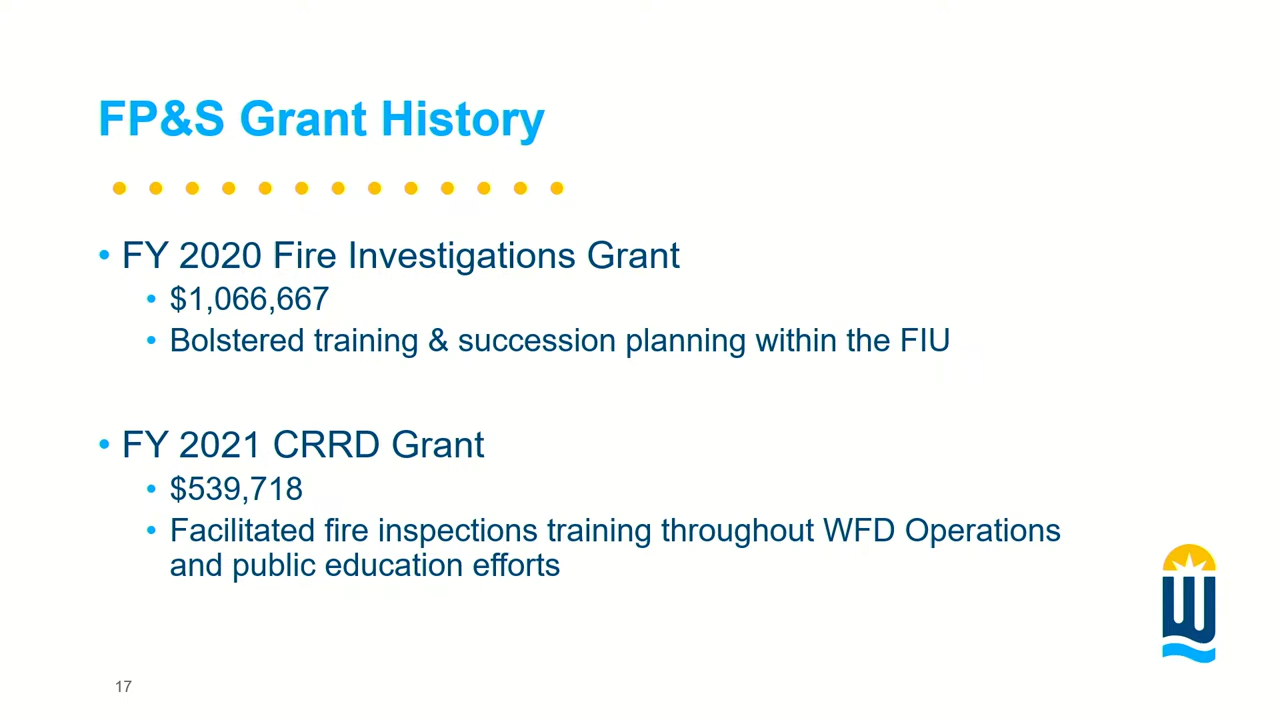 FP&S Grant History
• FY 2020 Fire Investigations Grant
• $1,066,667
• Bolstered training & succession planning within the FIU
• FY 2021 CRRD Grant
• $539,718
• Facilitated fire inspections training throughout WFD Operations
and public education efforts
W
17